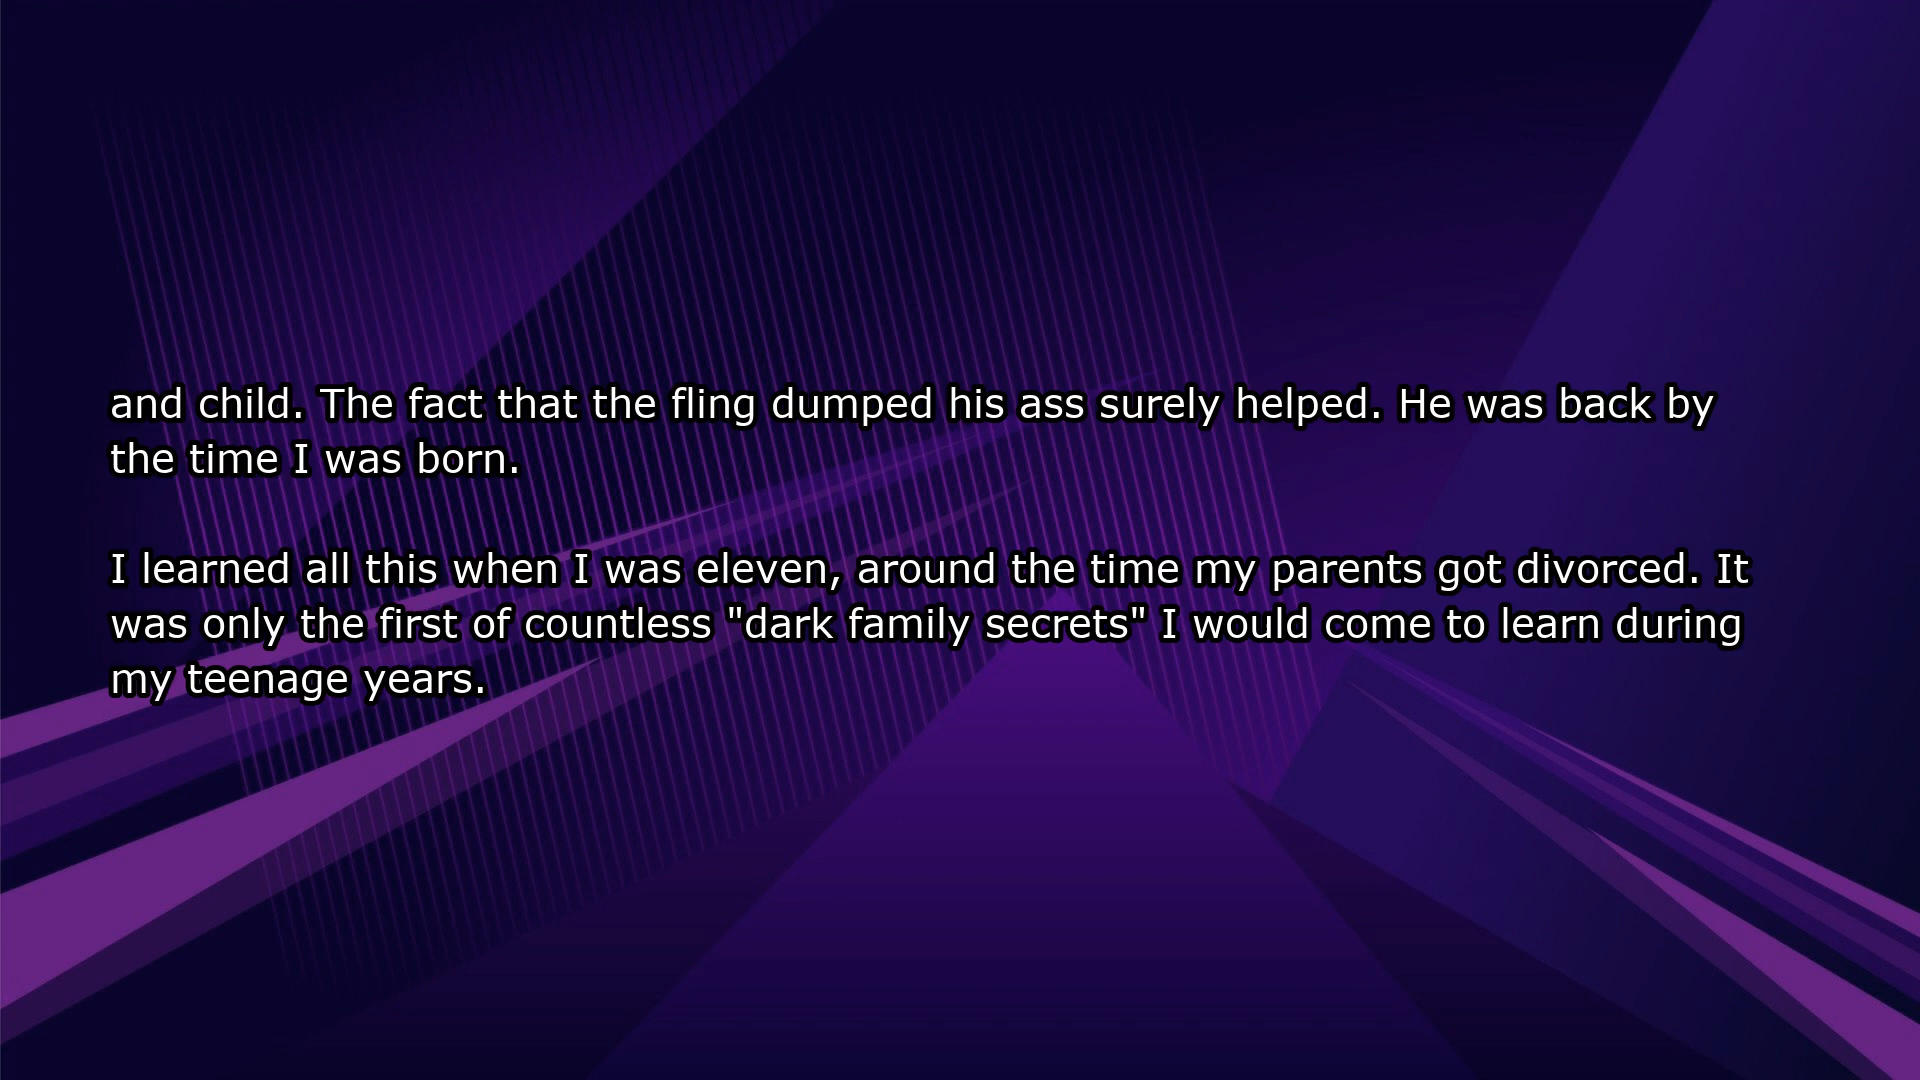 and child. The fact that the fling dumped his ass surely helped. He was back by
the time I was born.
I learned all this when I was eleven, around the time my parents got divorced. It
was only the first of countless "dark family secrets" I would come to learn during
my teenage years.